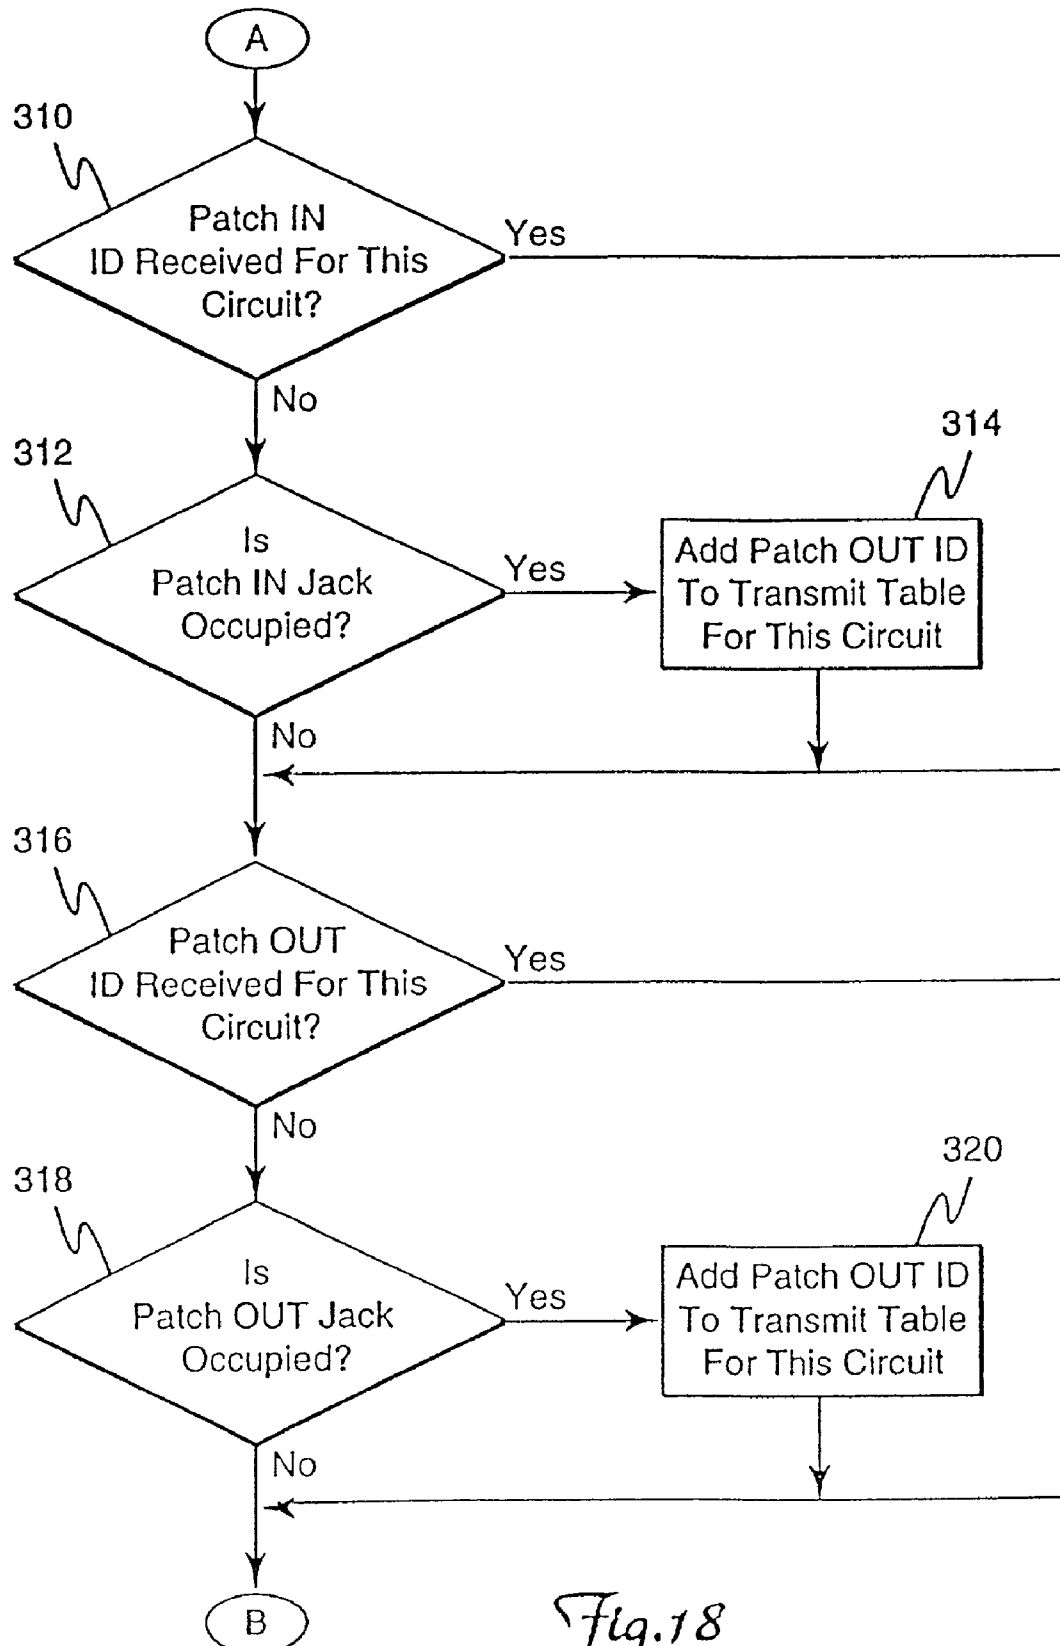 A
310
Patch IN
ID Received For This
Circuit?
Yes
No
312
Is
Patch IN Jack
Occupied?
Yes
314
Add Patch OUT ID
To Transmit Table
For This Circuit
No
316
Patch OUT
ID Received For This
Circuit?
Yes
No
318
Is
Patch OUT Jack
Occupied?
Yes
320
Add Patch OUT ID
To Transmit Table
For This Circuit
No
B
Fig.18